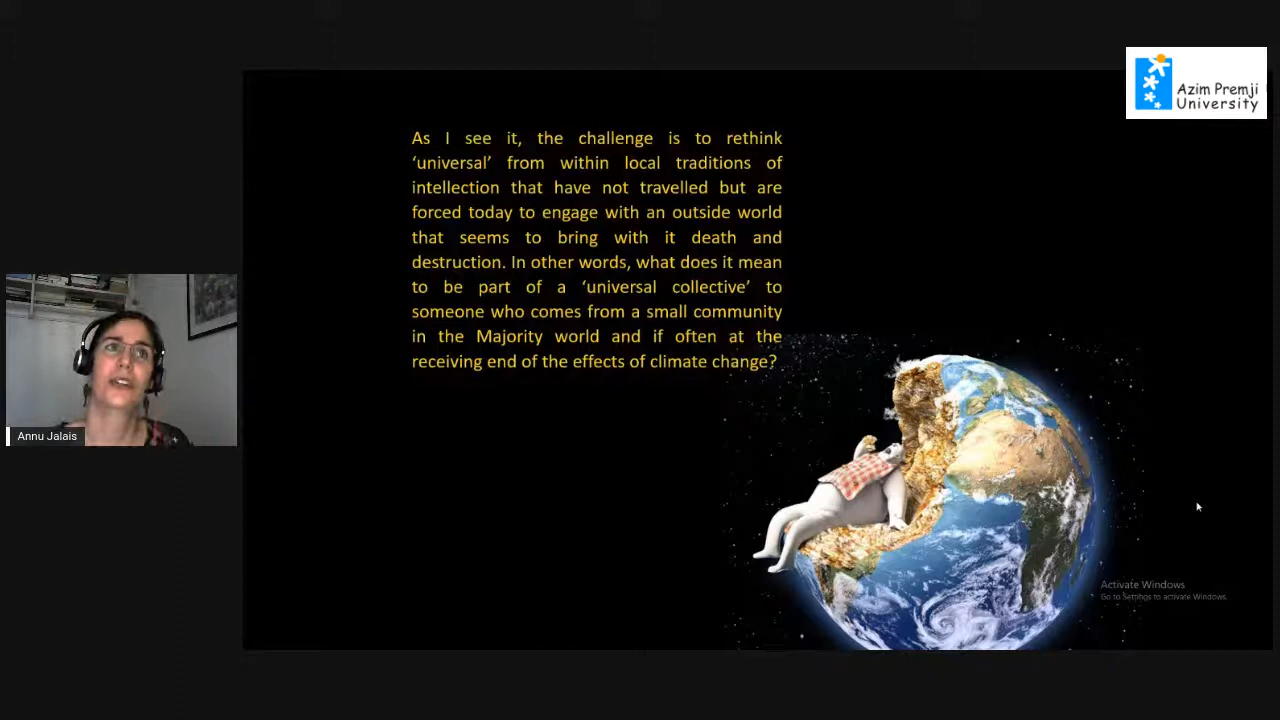 Azim Premji
University
As I see it, the challenge is to rethink
‘universal’ from within local traditions of
intellection that have not travelled but are
forced today to engage with an outside world
that seems to bring with it death and
destruction. In other words, what does it mean
to be part of a ‘universal collective’ to
someone who comes from a small community
in the Majority world and if often at the
receiving end of the effects of climate change?
Annu Jalais
Activate Windows
Go to Settings to activate Windows.